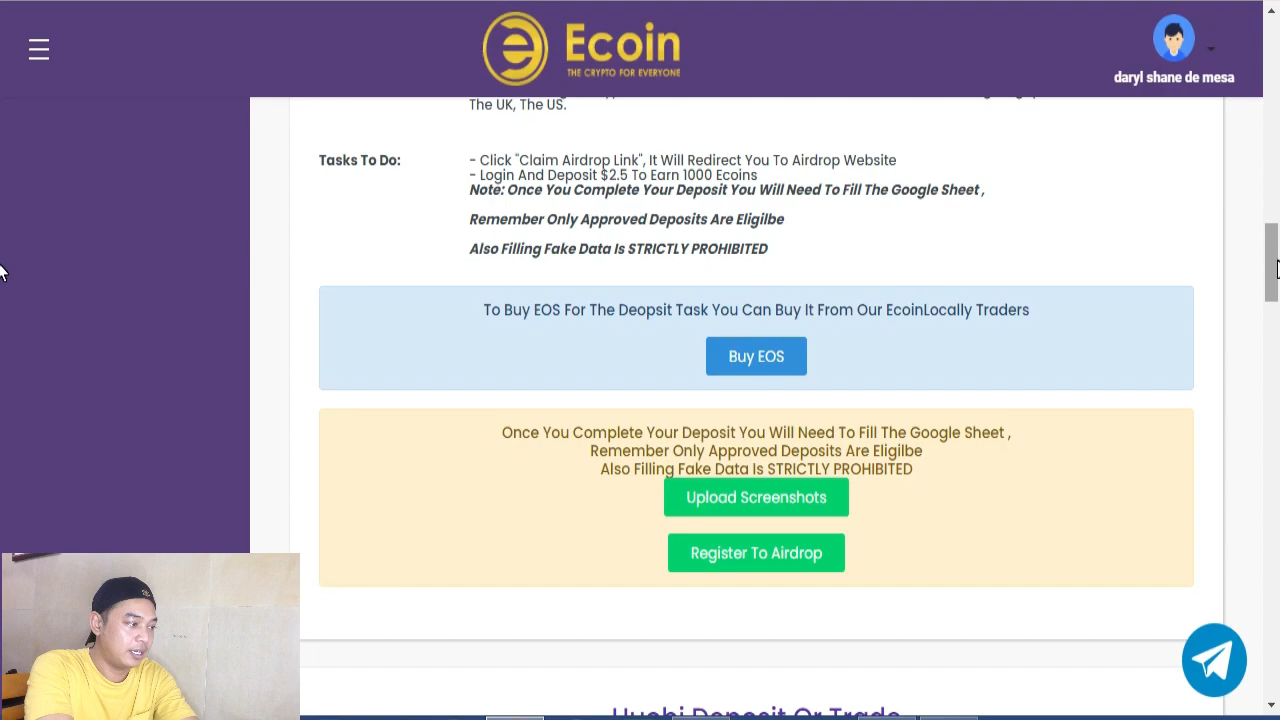 Ecoin
THE CRYPTO FOR EVERYONE
daryl shane de mesa
The UK, The US.
Tasks To Do:
- Click "Claim Airdrop Link", It Will Redirect You To Airdrop Website
- Login And Deposit $2.5 To Earn 1000 Ecoins
Note: Once You Complete Your Deposit You Will Need To Fill The Google Sheet ,
Remember Only Approved Deposits Are Eligilbe
Also Filling Fake Data Is STRICTLY PROHIBITED
To Buy EOS For The Deopsit Task You Can Buy It From Our EcoinLocally Traders
Buy EOS
Once You Complete Your Deposit You Will Need To Fill The Google Sheet ,
Remember Only Approved Deposits Are Eligilbe
Also Filling Fake Data Is STRICTLY PROHIBITED
Upload Screenshots
Register To Airdrop
Huobi Deposit Or Trade